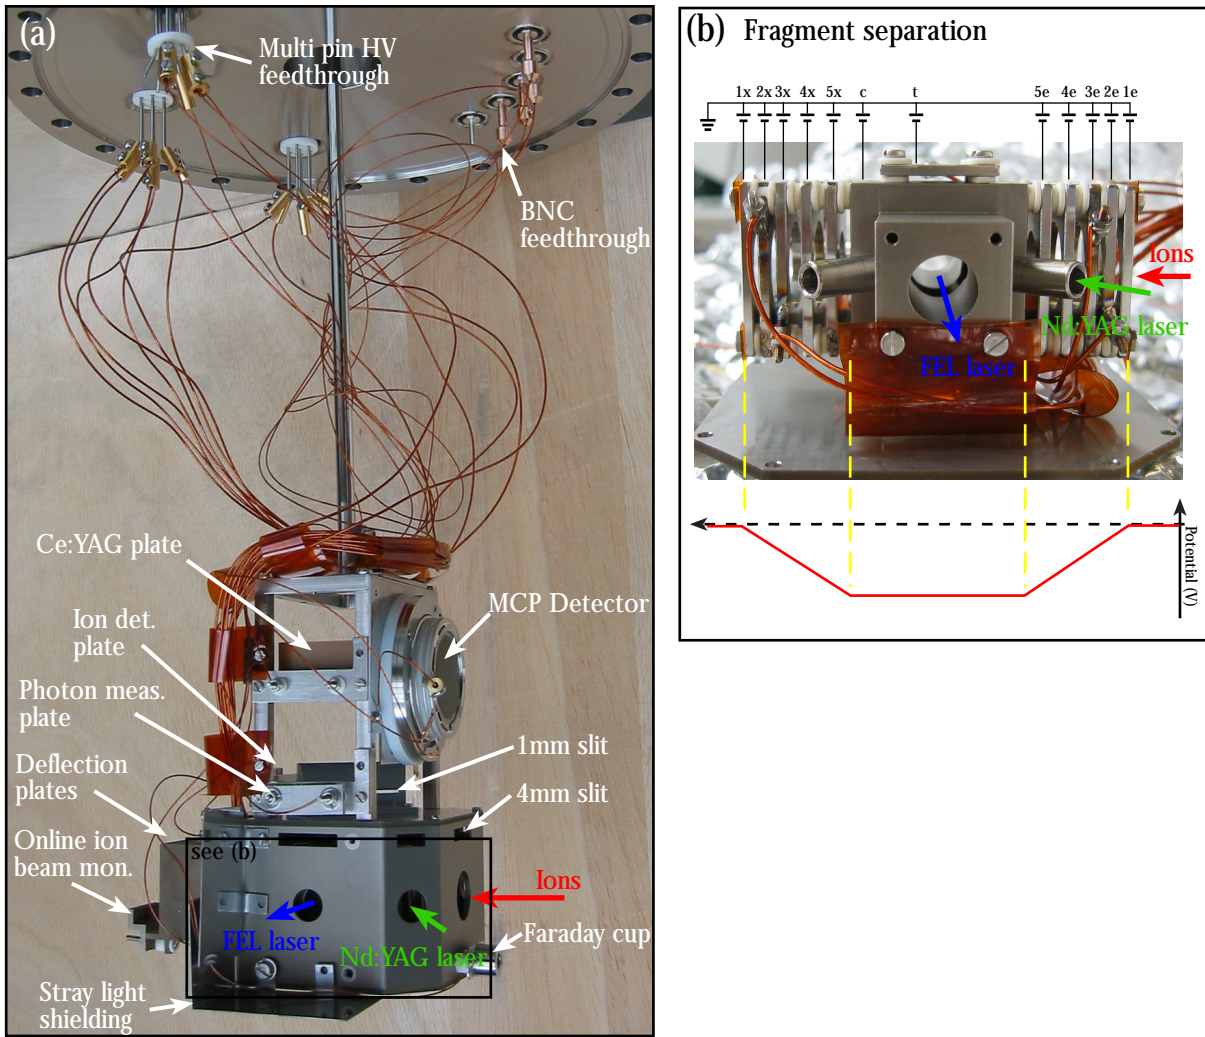 (a)
Multi pin HV
feedthrough
BNC
feedthrough
Ce:YAG plate
MCP Detector
Ion det.
plate
Photon meas.
plate
1mm slit
Deflection
plates
4mm slit
Online ion
beam mon.
see (b)
Ions
FEL laser
Nd:YAG laser
Faraday cup
Stray light
shielding
(b) Fragment separation
1x 2x 3x 4x 5x c t 5e 4e 3e 2e 1e
Ions
Nd:YAG laser
FEL laser
Potential (V)